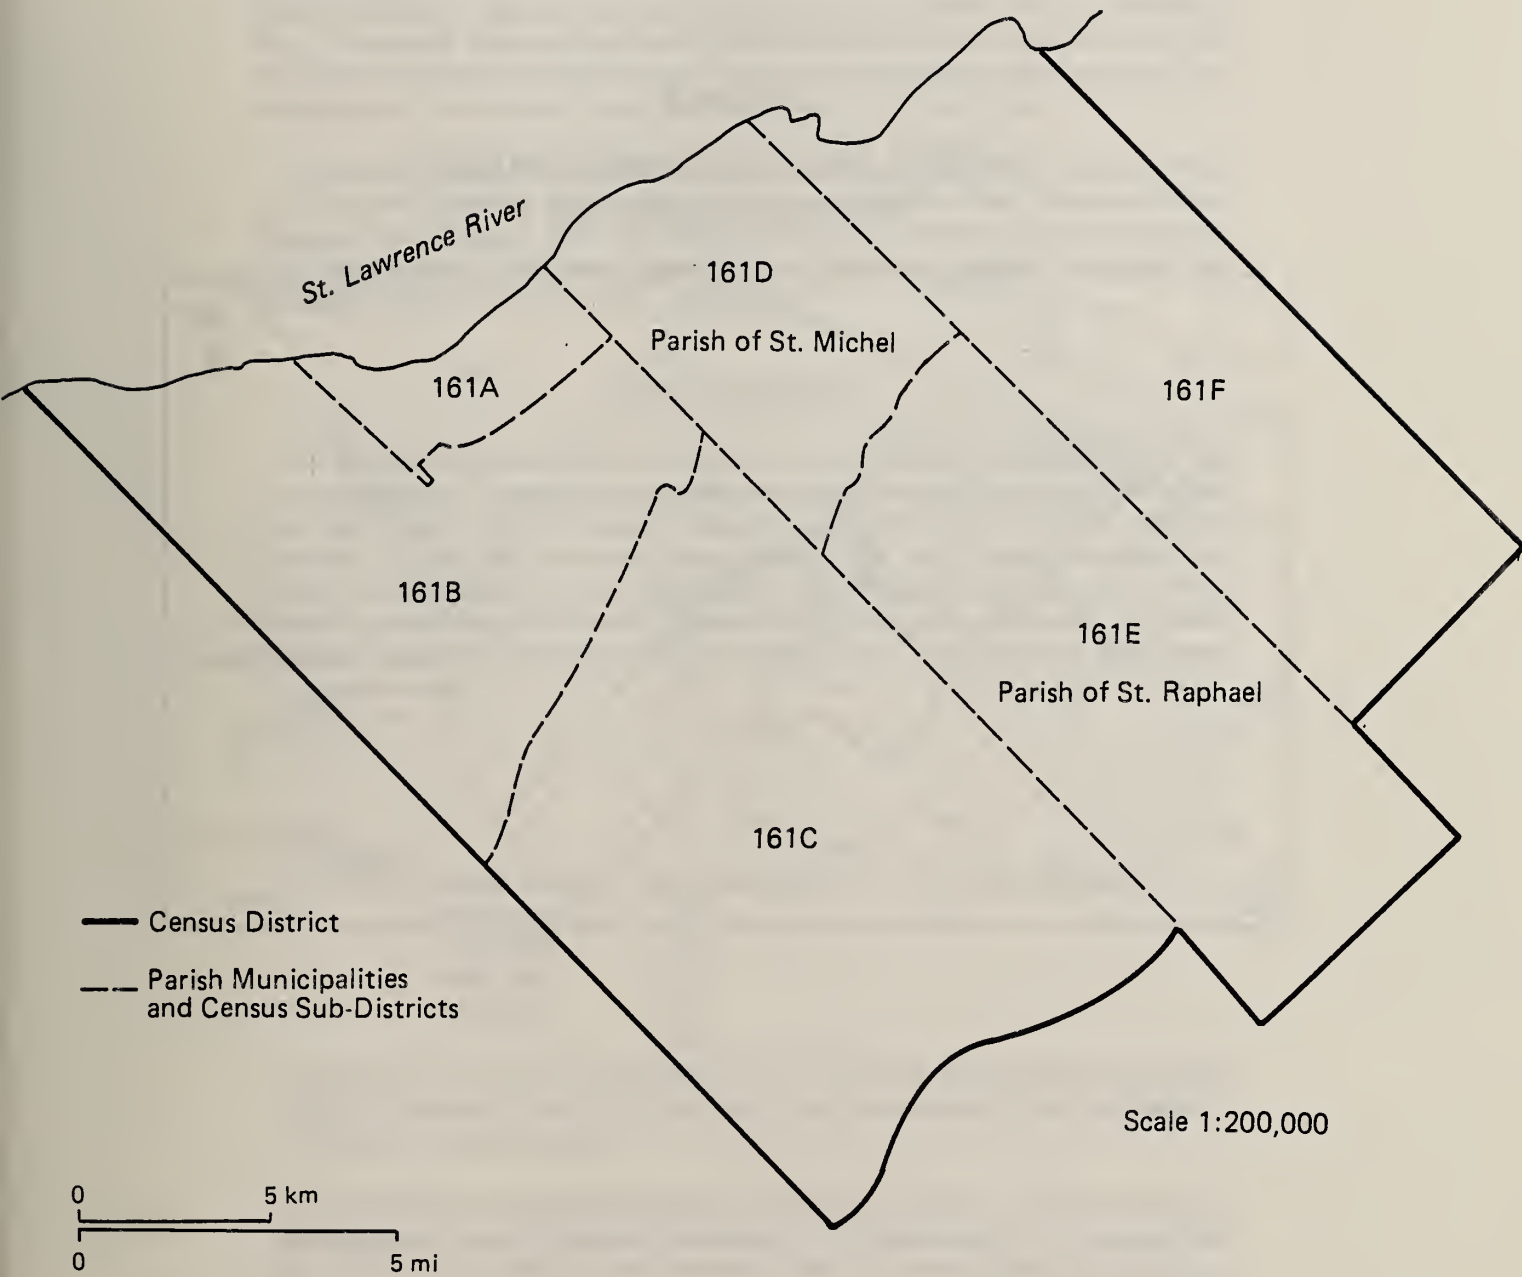 St. Lawrence River
161D
Parish of St. Michel
161A
161F
161B
161E
Parish of St. Raphael
161C
Census District
Parish Municipalities
and Census Sub-Districts
Scale 1:200,000
0 5 km
0 5 mi